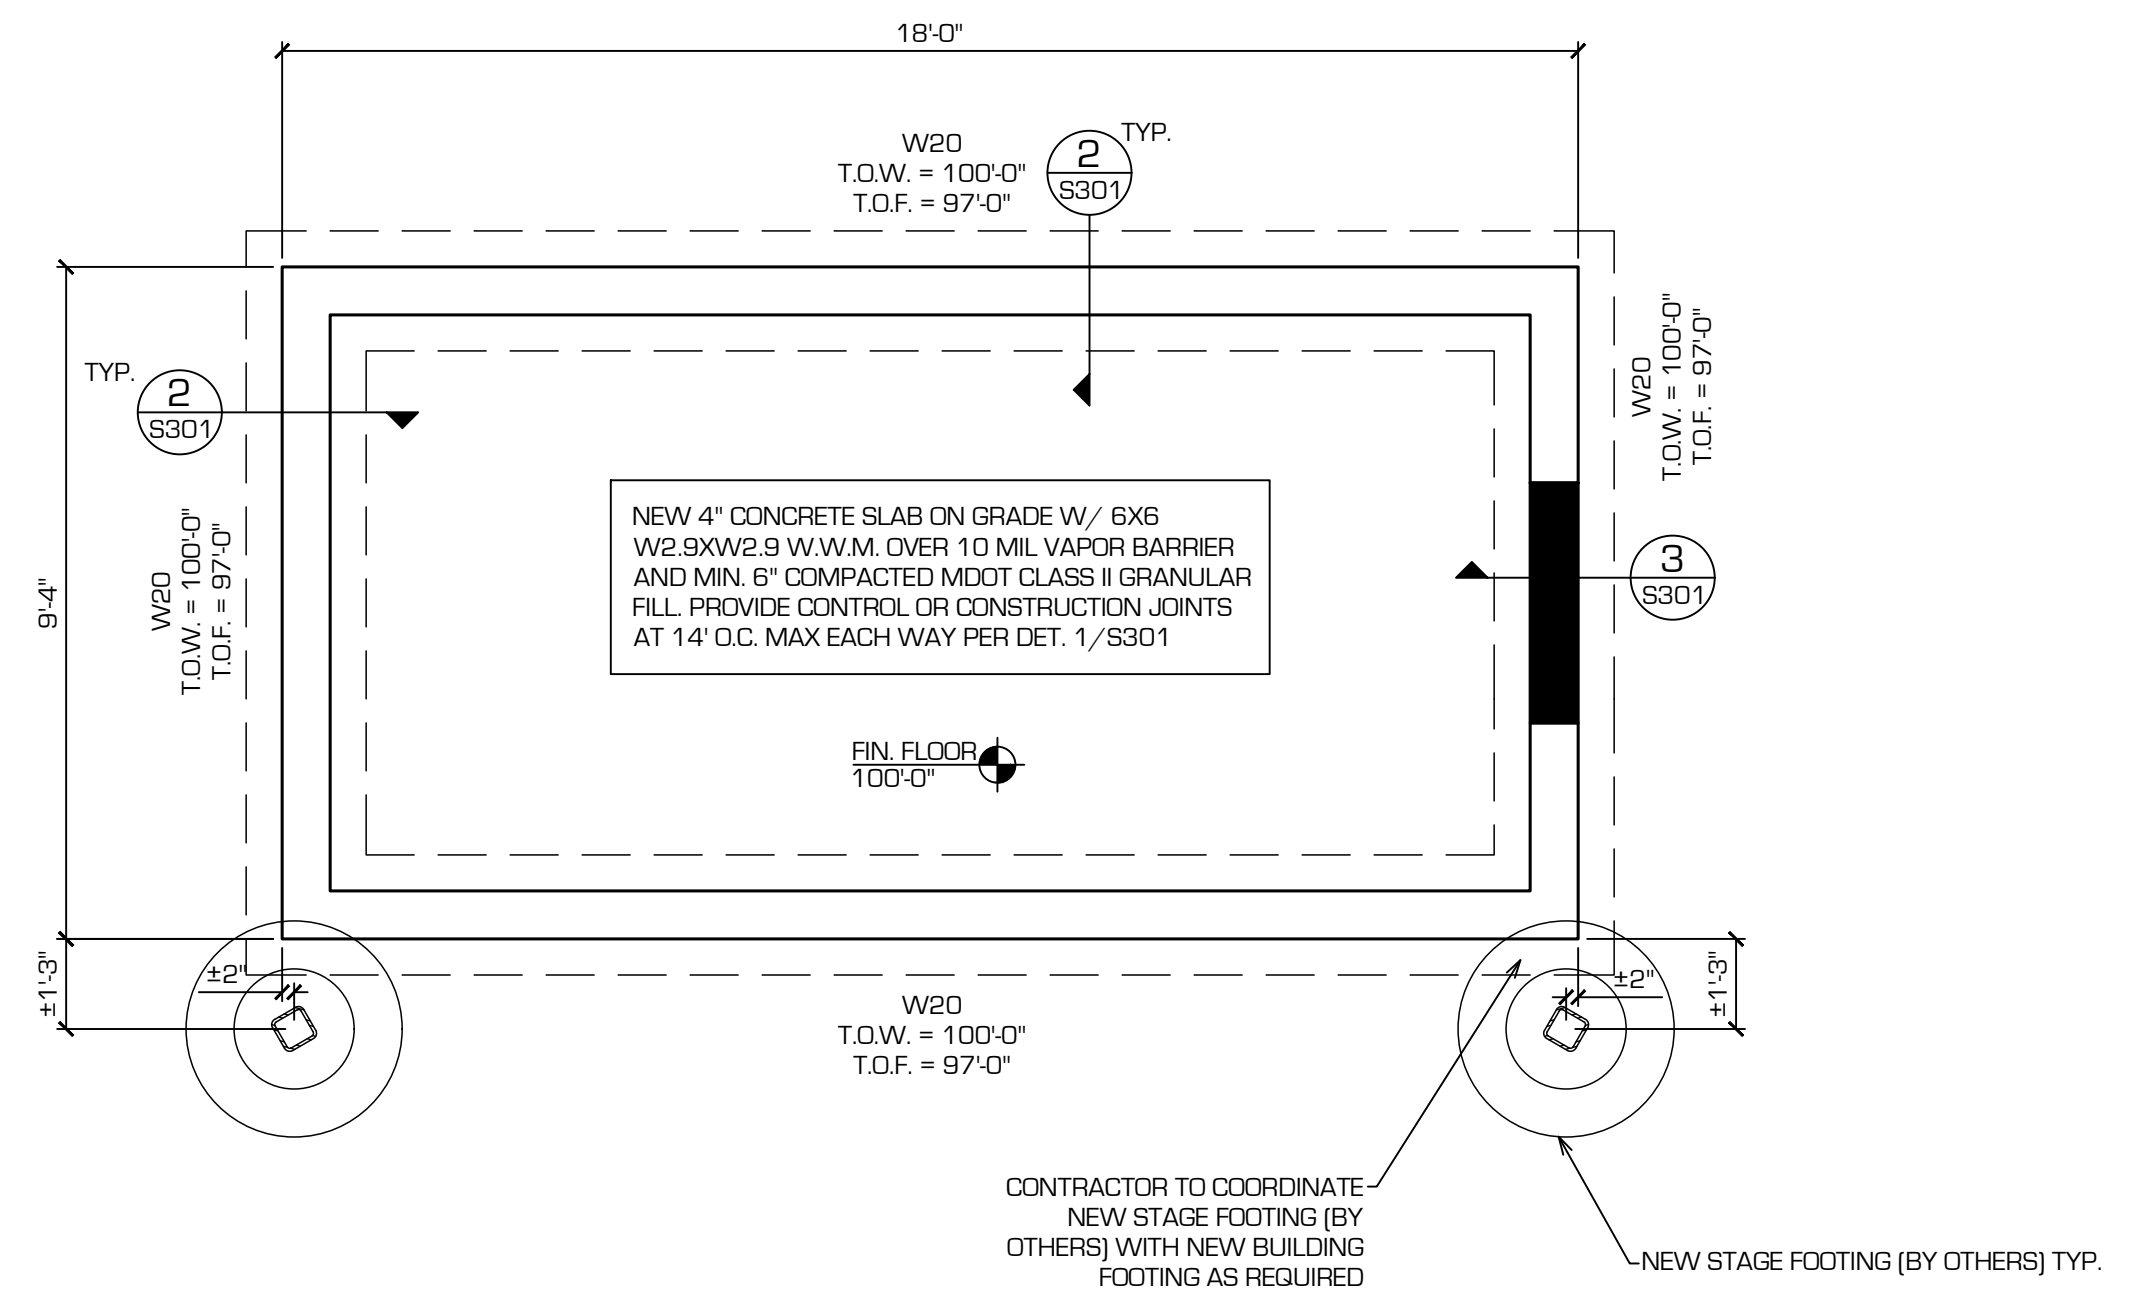 18'-0"
W20
T.O.W. = 100'-0"
T.O.F. = 97'-0"
2
S301
TYP.
TYP.
2
S301
W20
T.O.W. = 100'-0"
T.O.F. = 97'-0"
9'-4"
W20
T.O.W. = 100'-0"
T.O.F. = 97'-0"
NEW 4" CONCRETE SLAB ON GRADE W/ 6X6
W2.9XW2.9 W.W.M. OVER 10 MIL VAPOR BARRIER
AND MIN. 6" COMPACTED MDOT CLASS II GRANULAR
FILL. PROVIDE CONTROL OR CONSTRUCTION JOINTS
AT 14' O.C. MAX EACH WAY PER DET. 1/S301
3
S301
FIN. FLOOR
100'-0"
±1'-3"
±2"
±2"
±1'-3"
W20
T.O.W. = 100'-0"
T.O.F. = 97'-0"
CONTRACTOR TO COORDINATE
NEW STAGE FOOTING (BY
OTHERS) WITH NEW BUILDING
FOOTING AS REQUIRED
NEW STAGE FOOTING (BY OTHERS) TYP.